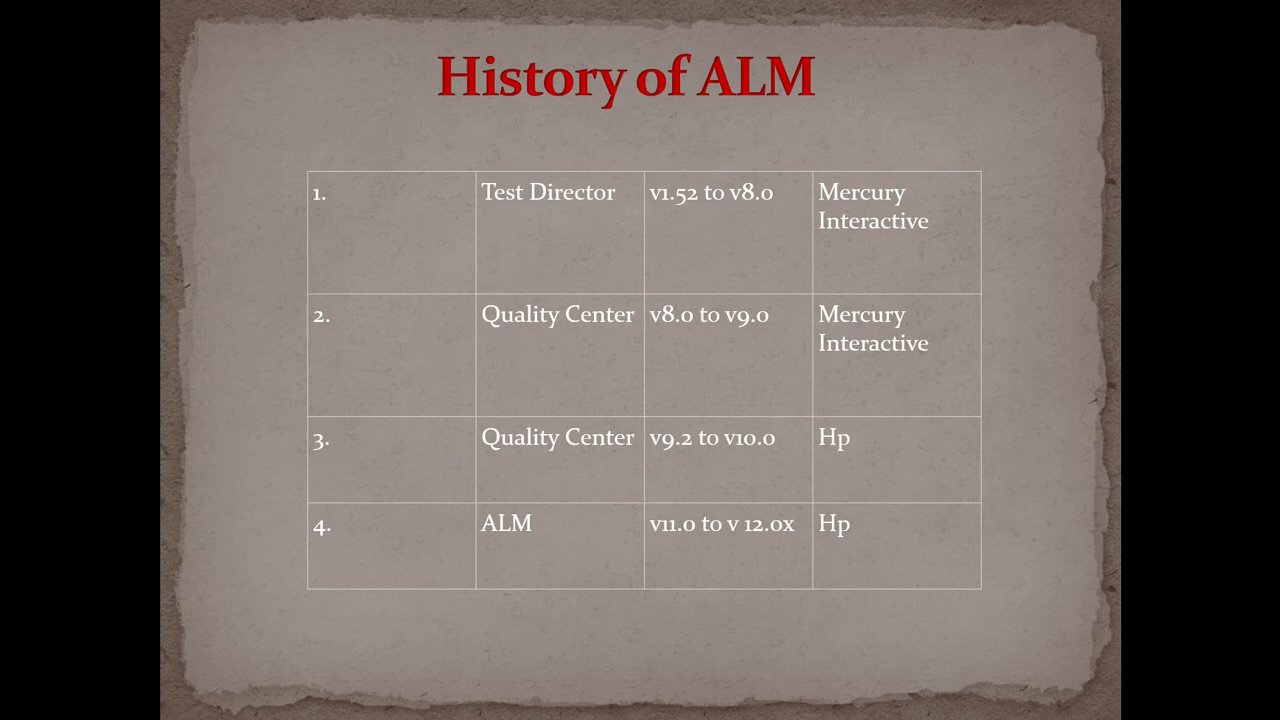 History of ALM
1. Test Director v1.52 to v8.0 Mercury
Interactive
2. Quality Center v8.0 to v9.0 Mercury
Interactive
3. Quality Center v9.2 to v10.0 Hp
4. ALM v11.0 to v 12.0x Hp